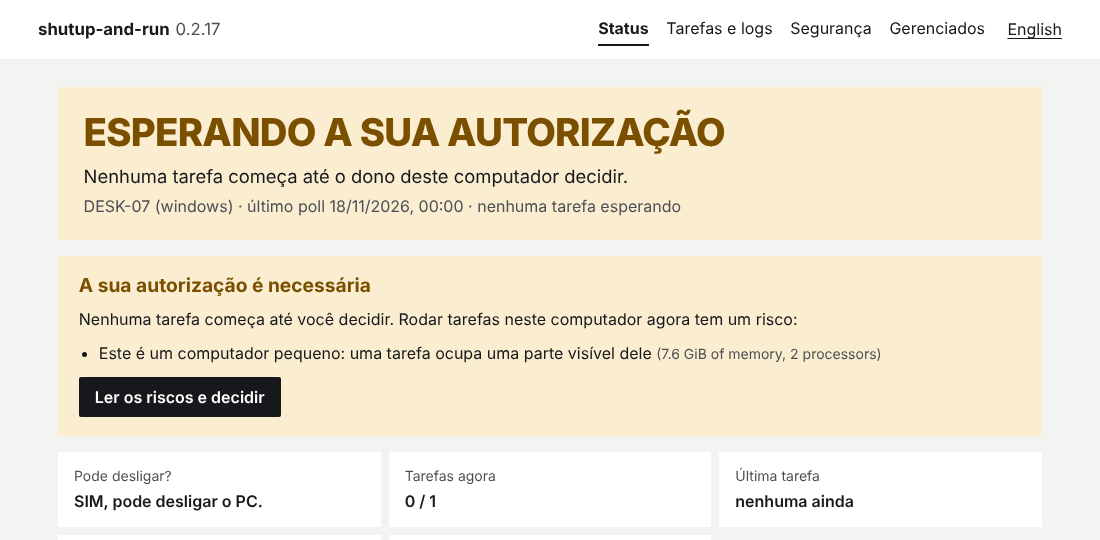 shutup-and-run 0.2.17
Status Tarefas e logs Segurança Gerenciados English
ESPERANDO A SUA AUTORIZAÇÃO
Nenhuma tarefa começa até o dono deste computador decidir.
DESK-07 (windows) · último poll 18/11/2026, 00:00 · nenhuma tarefa esperando
A sua autorização é necessária
Nenhuma tarefa começa até você decidir. Rodar tarefas neste computador agora tem um risco:
• Este é um computador pequeno: uma tarefa ocupa uma parte visível dele (7.6 GiB of memory, 2 processors)
Ler os riscos e decidir
Pode desligar?
SIM, pode desligar o PC.
Tarefas agora
0 / 1
Última tarefa
nenhuma ainda